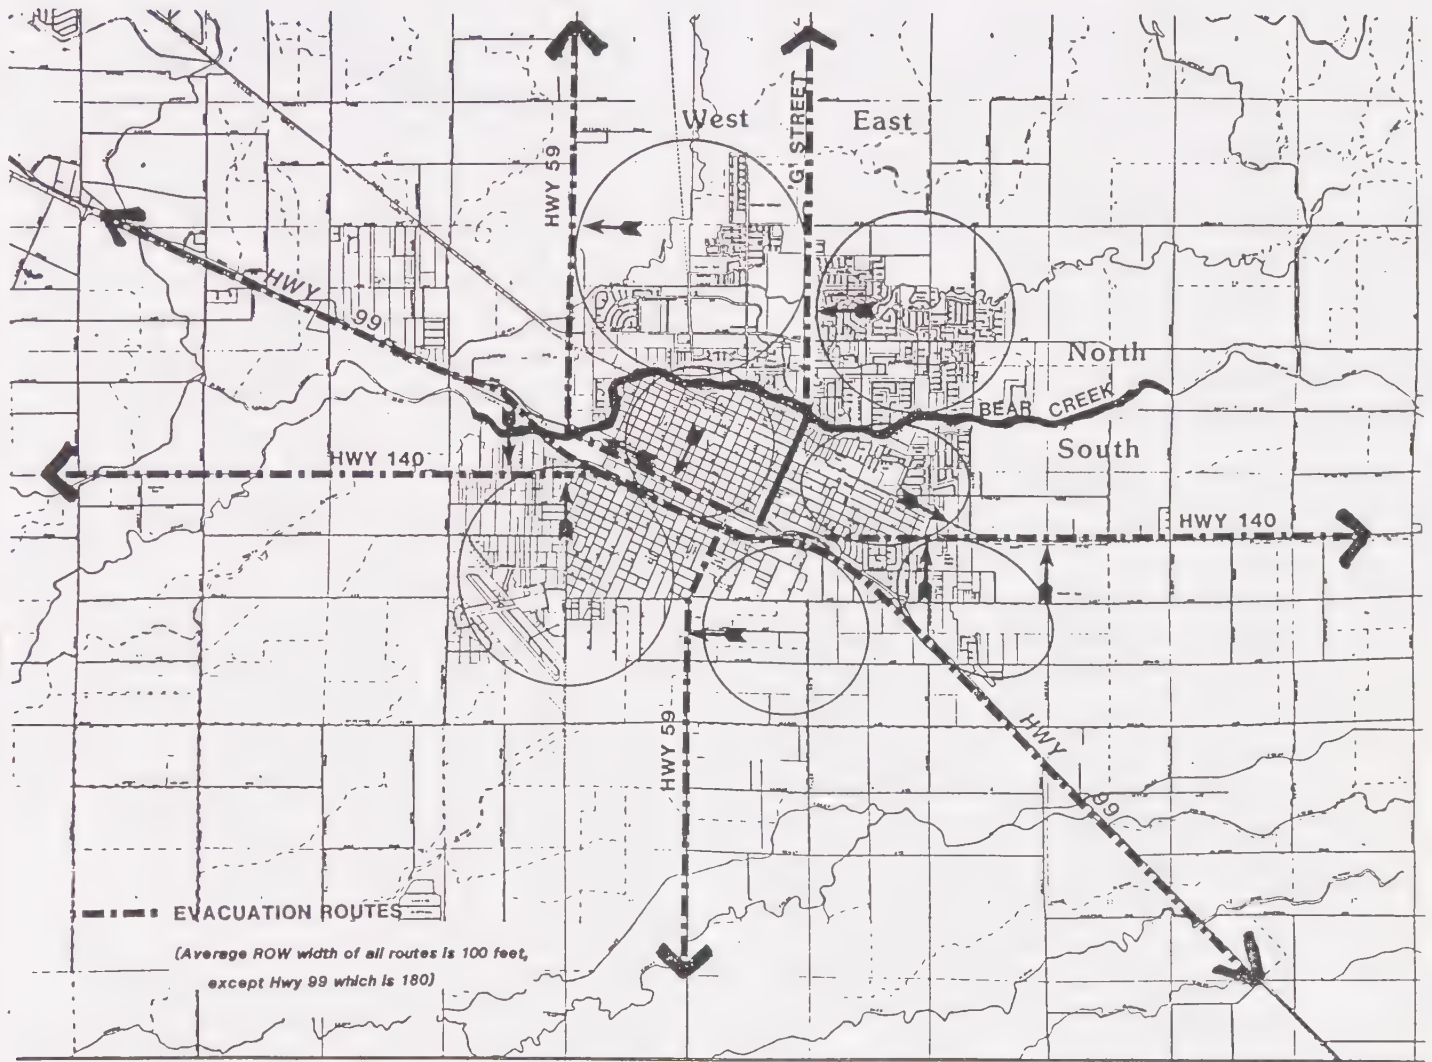 West
East
HWY 59
'G' STREET
HWY
99
North
BEAR CREEK
South
HWY 140
HWY 140
HWY 59
HWY
99
EVACUATION ROUTES
(Average ROW width of all routes is 100 feet,
except Hwy 99 which is 180)